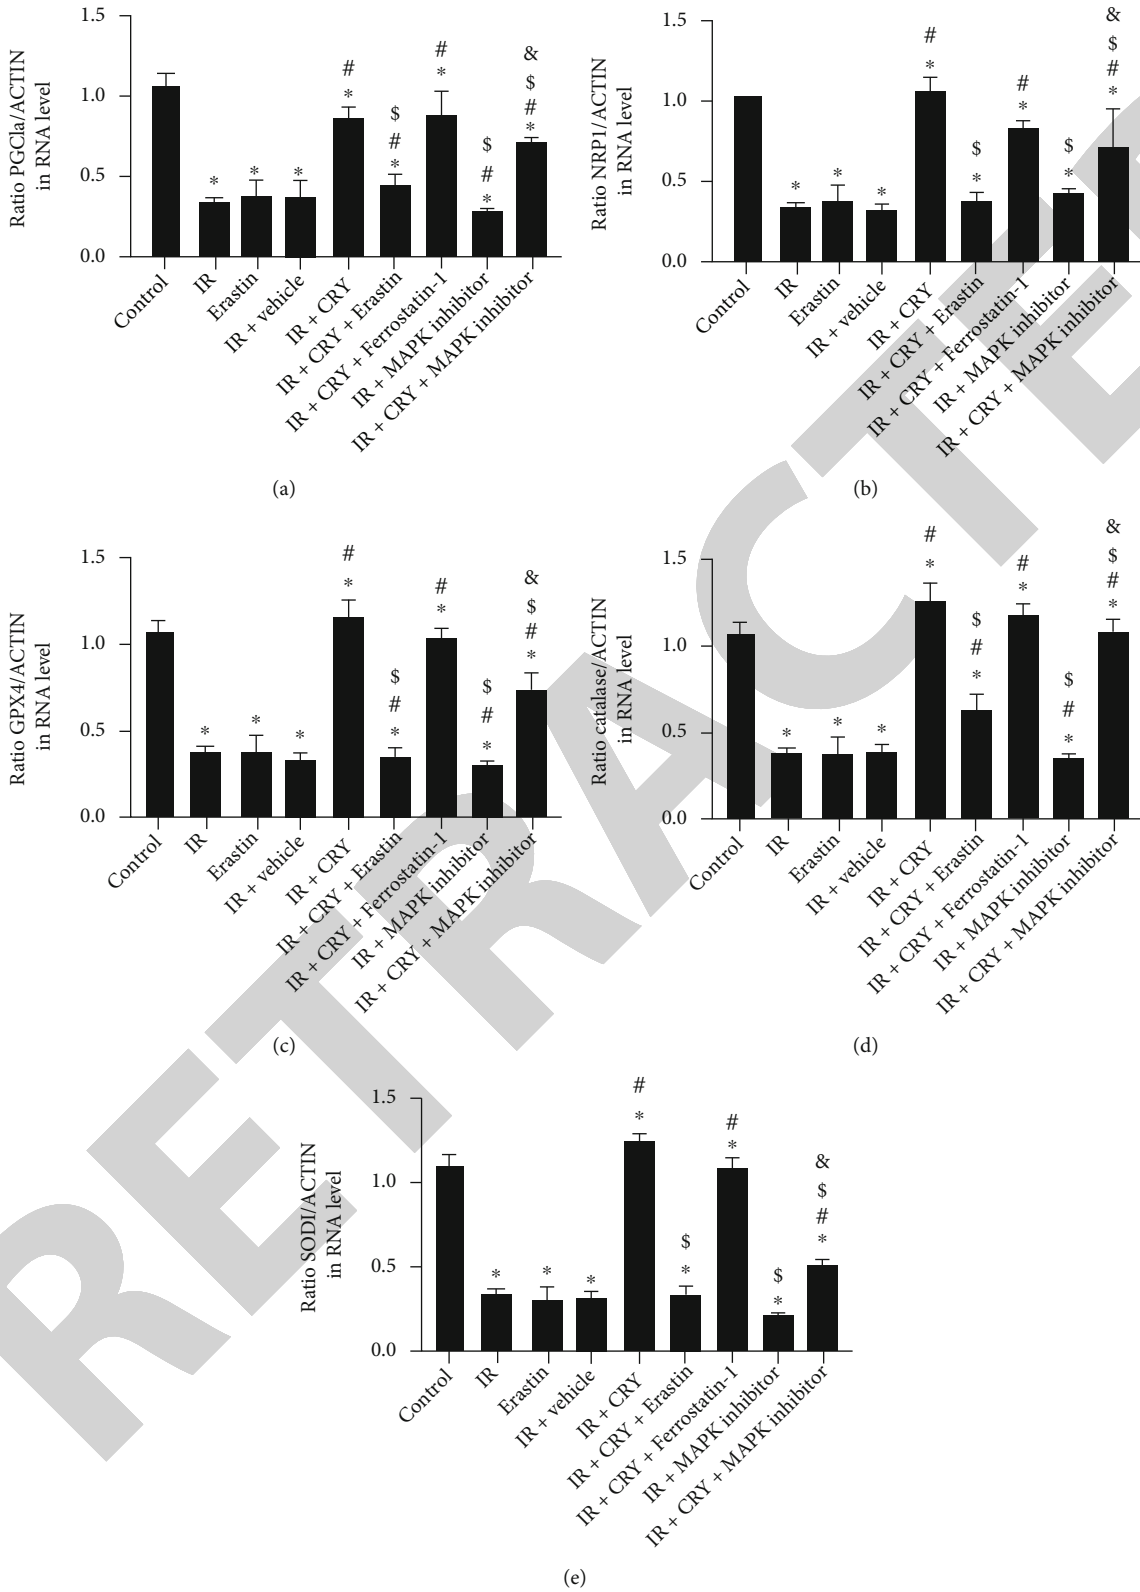 1.5
1.0
0.5
0.0
Ratio PGCla/ACTIN
in RNA level
*
*
*
#
*
$
#
*
#
*
$
#
*
&
$
#
*
Control
IR
Erastin
IR + vehicle
IR + CRY
IR + CRY + Erastin
IR + CRY + Ferrostatin-1
IR + MAPK inhibitor
IR + CRY + MAPK inhibitor
(a)
1.5
1.0
0.5
0.0
Ratio NRP1/ACTIN
in RNA level
*
*
*
#
*
$
*
#
*
$
*
&
$
#
*
Control
IR
Erastin
IR + vehicle
IR + CRY
IR + CRY + Erastin
IR + CRY + Ferrostatin-1
IR + MAPK inhibitor
IR + CRY + MAPK inhibitor
(b)
1.5
1.0
0.5
0.0
Ratio GPX4/ACTIN
in RNA level
*
*
*
#
*
$
#
*
#
*
$
#
*
&
$
#
*
Control
IR
Erastin
IR + vehicle
IR + CRY
IR + CRY + Erastin
IR + CRY + Ferrostatin-1
IR + MAPK inhibitor
IR + CRY + MAPK inhibitor
(c)
1.5
1.0
0.5
0.0
Ratio catalase/ACTIN
in RNA level
*
*
*
#
*
$
#
*
#
*
$
#
*
&
$
#
*
Control
IR
Erastin
IR + vehicle
IR + CRY
IR + CRY + Erastin
IR + CRY + Ferrostatin-1
IR + MAPK inhibitor
IR + CRY + MAPK inhibitor
(d)
1.5
1.0
0.5
0.0
Ratio SODI/ACTIN
in RNA level
*
*
*
#
*
$
*
#
*
$
*
&
$
#
*
Control
IR
Erastin
IR + vehicle
IR + CRY
IR + CRY + Erastin
IR + CRY + Ferrostatin-1
IR + MAPK inhibitor
IR + CRY + MAPK inhibitor
(e)
RETRACTE